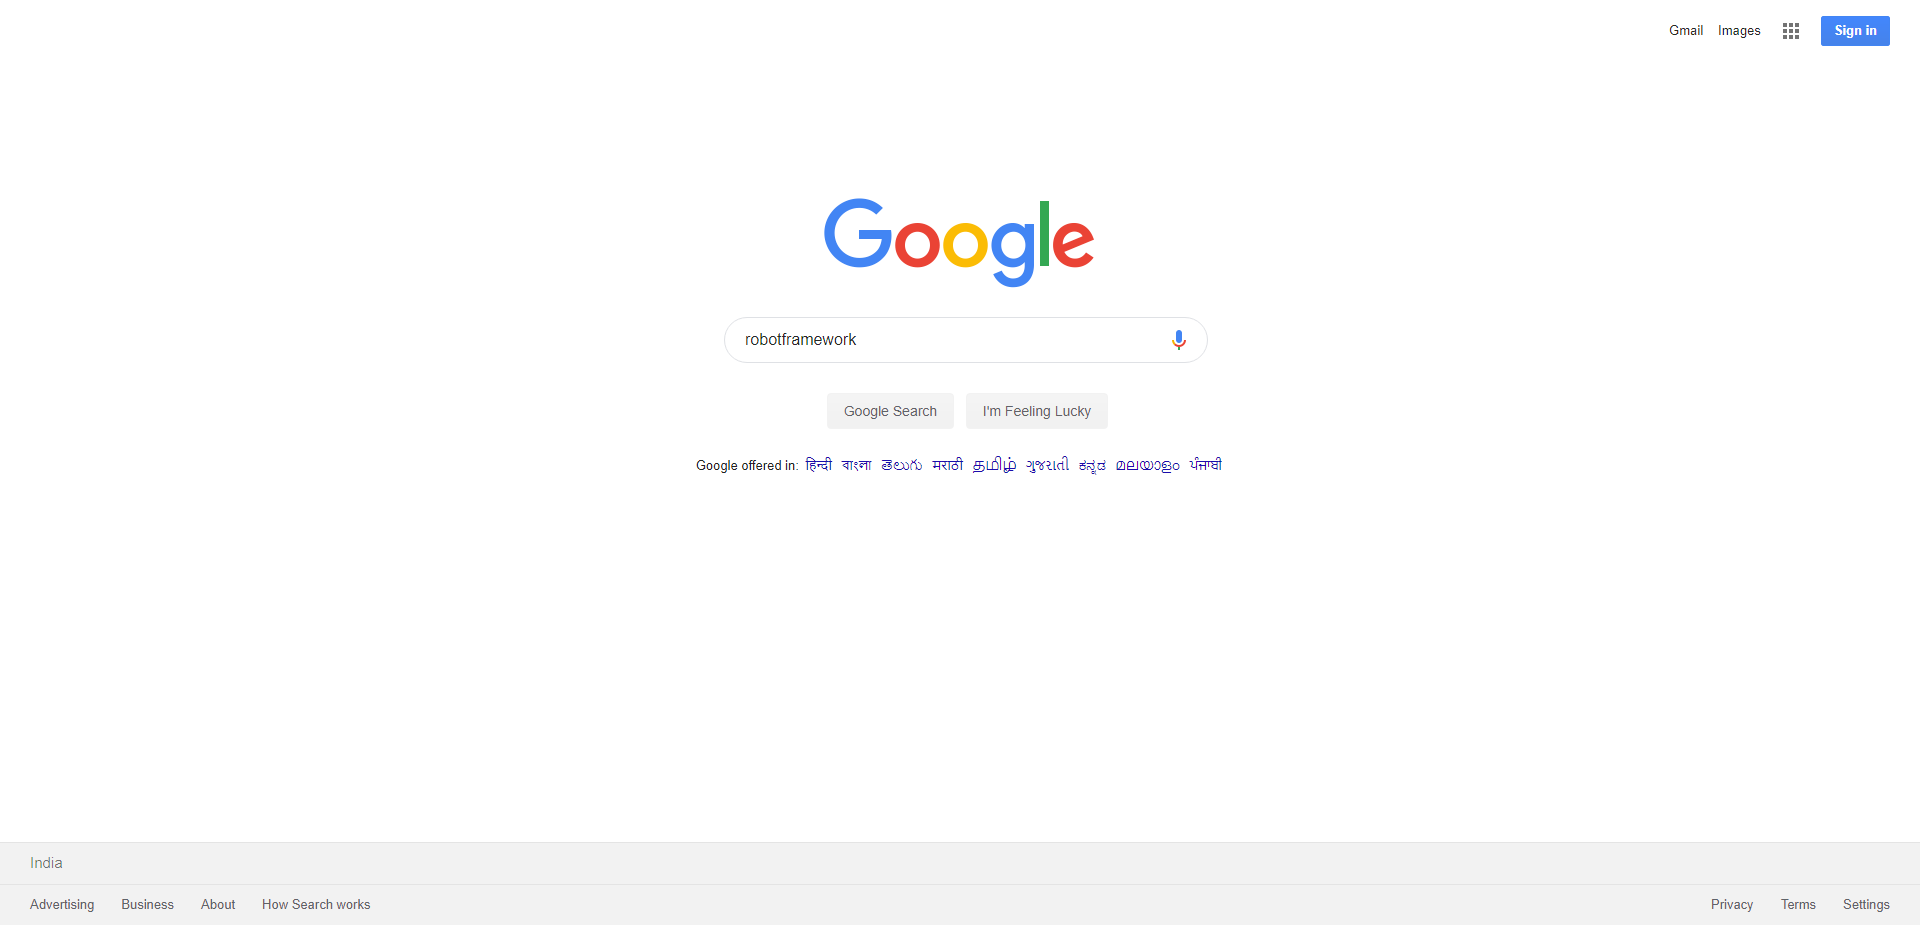 Gmail Images Sign in
Google
robotframework
Google Search I'm Feeling Lucky
Google offered in: हिन्दी বাংলা తెలుగు मराठी தமிழ் ગુજરાતી ಕನ್ನಡ മലയാളം ਪੰਜਾਬੀ
India
Advertising Business About How Search works Privacy Terms Settings